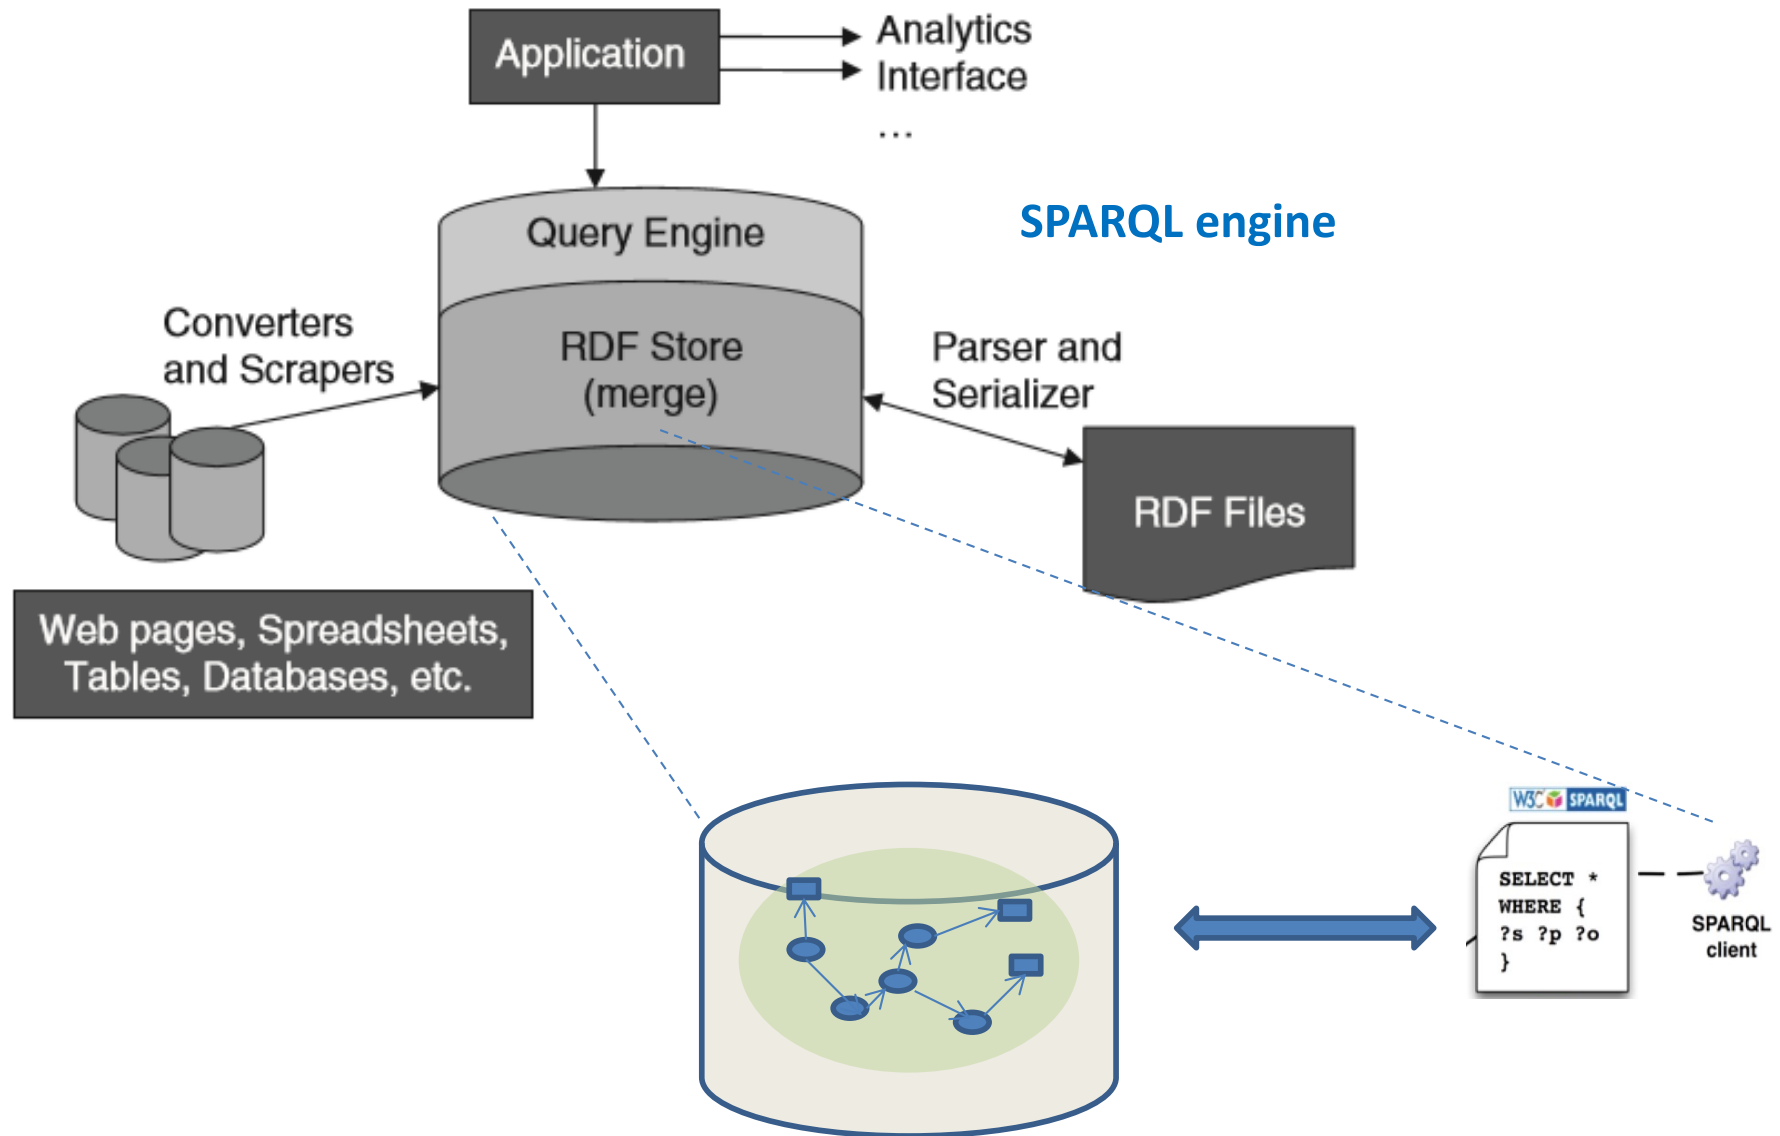 Application
Analytics
Interface
...
Query Engine
SPARQL engine
Converters
and Scrapers
RDF Store
(merge)
Parser and
Serializer
RDF Files
Web pages, Spreadsheets,
Tables, Databases, etc.
W3C SPARQL
SELECT *
WHERE {
?s ?p ?o
}
SPARQL
client